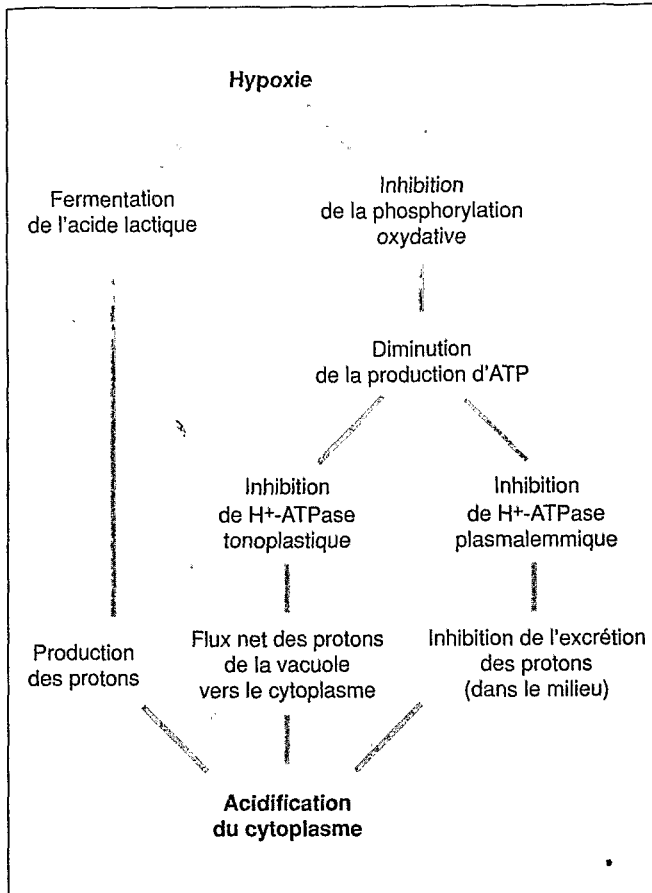 Hypoxie
Fermentation
de l'acide lactique
Inhibition
de la phosphorylation
oxydative
Diminution
de la production d'ATP
Inhibition
de H+-ATPase
tonoplastique
Inhibition
de H+-ATPase
plasmalemmique
Production
des protons
Flux net des protons
de la vacuole
vers le cytoplasme
Inhibition de l'excrétion
des protons
(dans le milieu)
Acidification
du cytoplasme